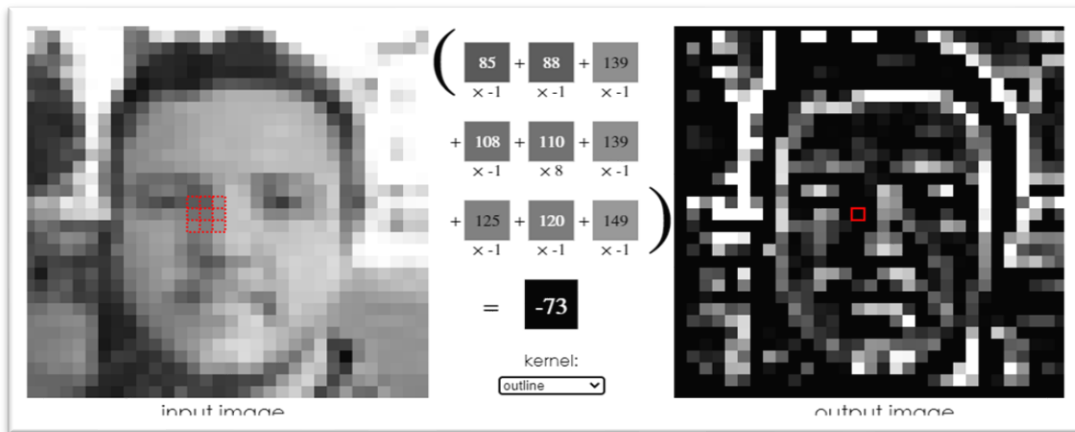 ( 85 + 88 + 139
× -1 × -1 × -1
+ 108 + 110 + 139
× -1 × 8 × -1
+ 125 + 120 + 149 )
× -1 × -1 × -1
= -73
kernel:
outline
input image
output image